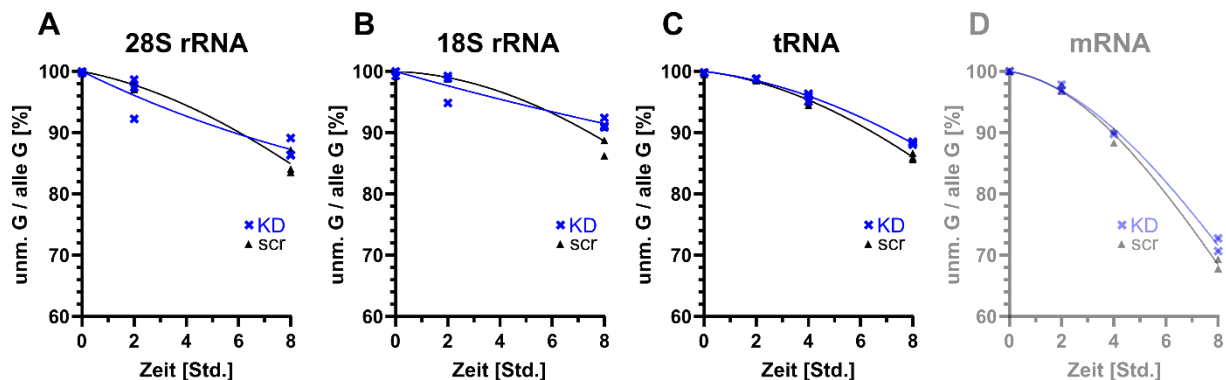 A
28S rRNA
unm. G / alle G [%]
100
90
80
70
60
KD
scr
0 2 4 6 8
Zeit [Std.]
B
18S rRNA
unm. G / alle G [%]
100
90
80
70
60
KD
scr
0 2 4 6 8
Zeit [Std.]
C
tRNA
unm. G / alle G [%]
100
90
80
70
60
KD
scr
0 2 4 6 8
Zeit [Std.]
D
mRNA
unm. G / alle G [%]
100
90
80
70
60
KD
scr
0 2 4 6 8
Zeit [Std.]